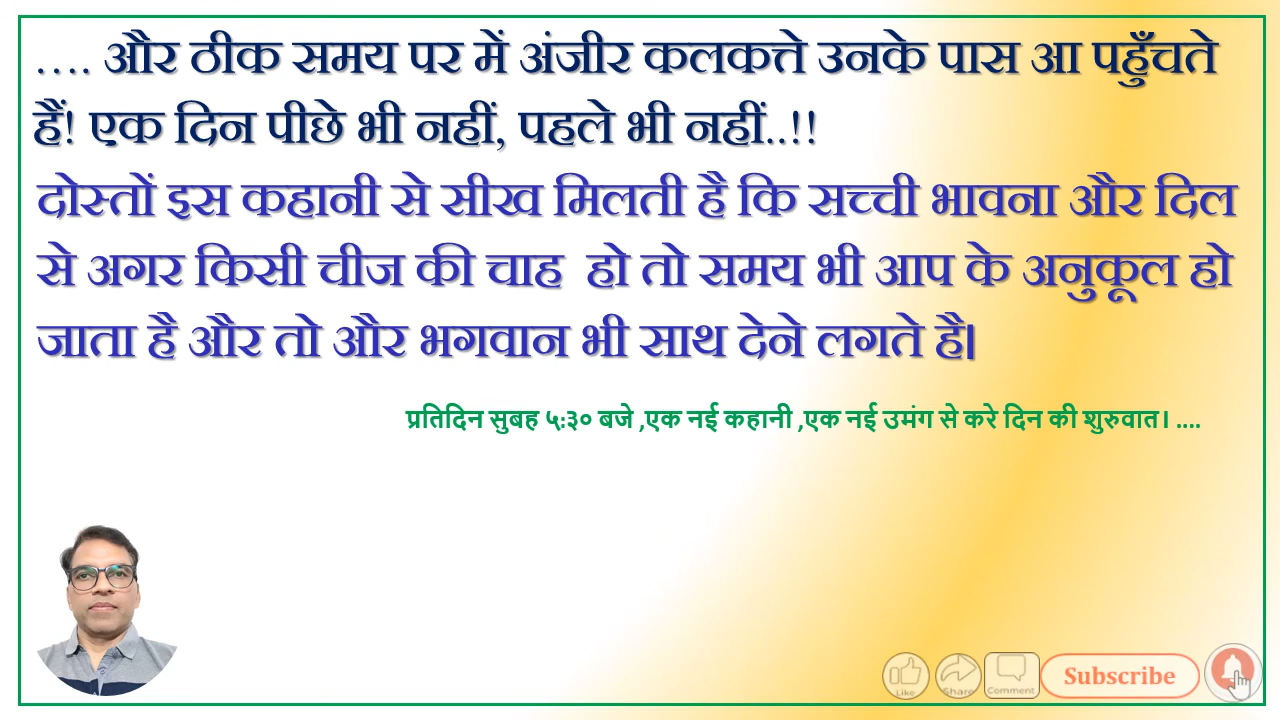 .... और ठीक समय पर में अंजीर कलकत्ते उनके पास आ पहुँचते
हैं! एक दिन पीछे भी नहीं, पहले भी नहीं..!!
दोस्तों इस कहानी से सीख मिलती है कि सच्ची भावना और दिल
से अगर किसी चीज की चाह हो तो समय भी आप के अनुकूल हो
जाता है और तो और भगवान भी साथ देने लगते है।
प्रतिदिन सुबह ५:३० बजे ,एक नई कहानी ,एक नई उमंग से करे दिन की शुरुवात। ....
Like Share Comment Subscribe